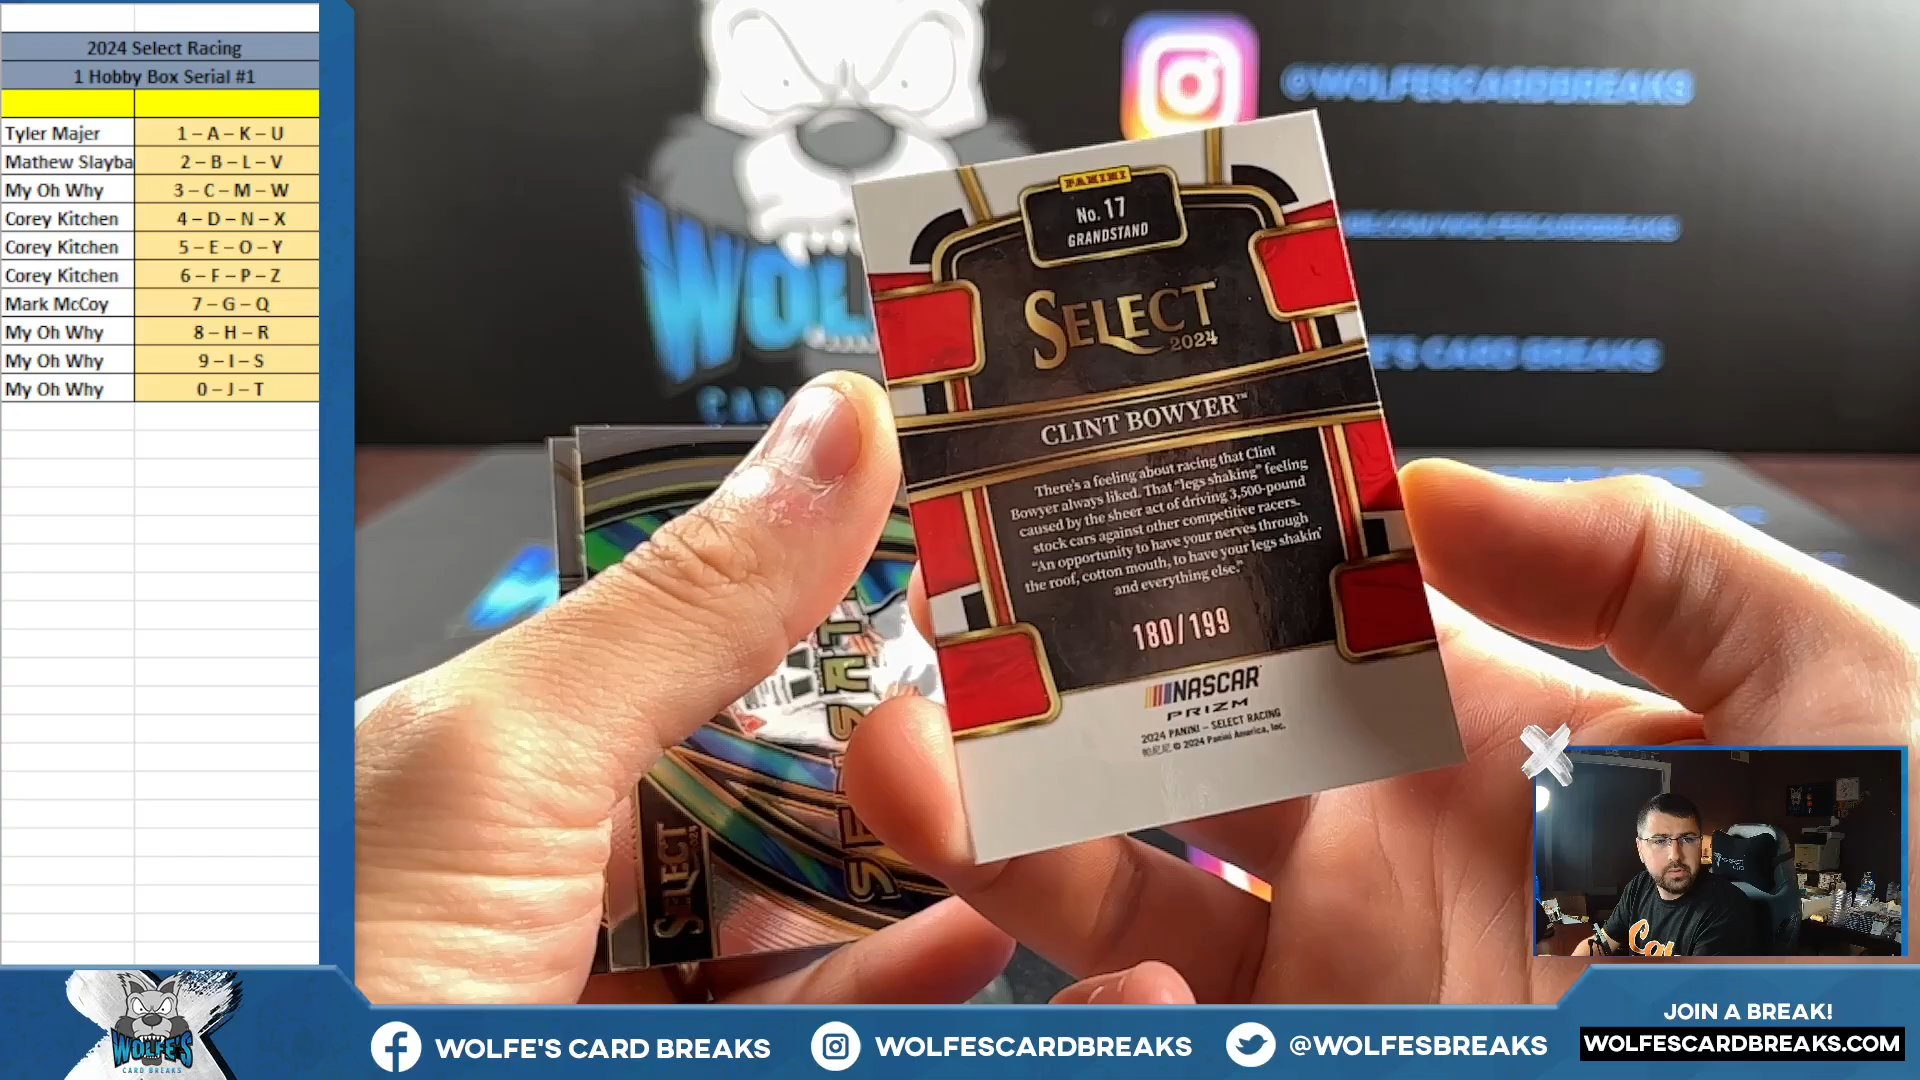 2024 Select Racing
1 Hobby Box Serial #1
Tyler Majer 1 – A – K – U
Mathew Slayba 2 – B – L – V
My Oh Why 3 – C – M – W
Corey Kitchen 4 – D – N – X
Corey Kitchen 5 – E – O – Y
Corey Kitchen 6 – F – P – Z
Mark McCoy 7 – G – Q
My Oh Why 8 – H – R
My Oh Why 9 – I – S
My Oh Why 0 – J – T
@WOLFESCARDBREAKS
PANINI
No. 17
GRANDSTAND
SELECT
2024
CLINT BOWYER™
There's a feeling about racing that Clint
Bowyer always liked. That "legs shaking" feeling
caused by the sheer act of driving 3,500-pound
stock cars against other competitive racers.
"An opportunity to have your nerves through
the roof, cotton mouth, to have your legs shakin'
and everything else."
180/199
NASCAR
PRIZM
2024 PANINI – SELECT RACING
© 2024 Panini America, Inc.
SELECT
2024
WOLFE'S
CARD BREAKS
WOLFE'S CARD BREAKS
WOLFESCARDBREAKS
@WOLFESBREAKS
JOIN A BREAK!
WOLFESCARDBREAKS.COM